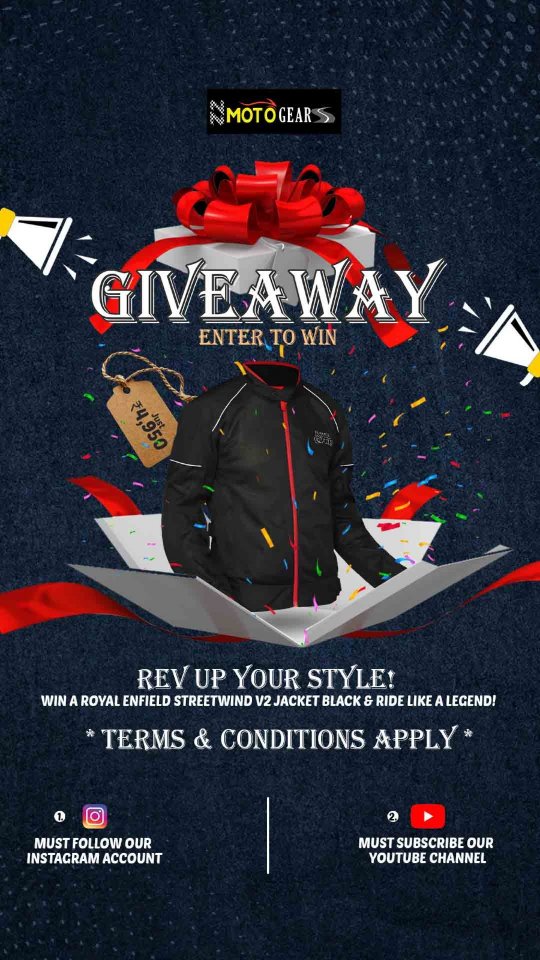 MOTO GEARS
GIVEAWAY
ENTER TO WIN
Just
₹4,950
REV UP YOUR STYLE!
WIN A ROYAL ENFIELD STREETWIND V2 JACKET BLACK & RIDE LIKE A LEGEND!
* TERMS & CONDITIONS APPLY *
1.
MUST FOLLOW OUR
INSTAGRAM ACCOUNT
2.
MUST SUBSCRIBE OUR
YOUTUBE CHANNEL